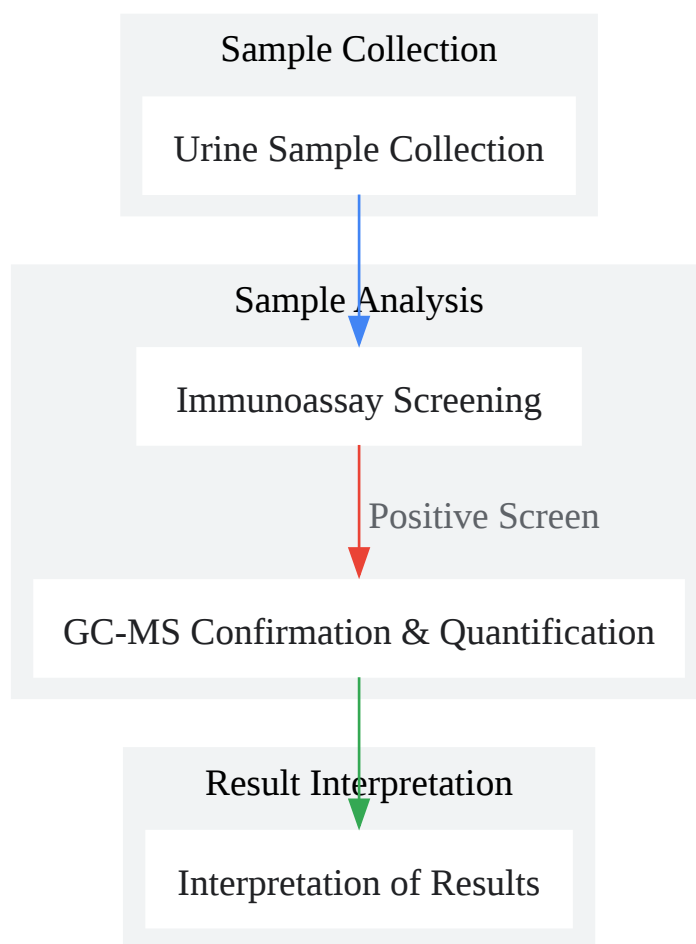 Sample Collection
Urine Sample Collection
Sample Analysis
Immunoassay Screening
Positive Screen
GC-MS Confirmation & Quantification
Result Interpretation
Interpretation of Results